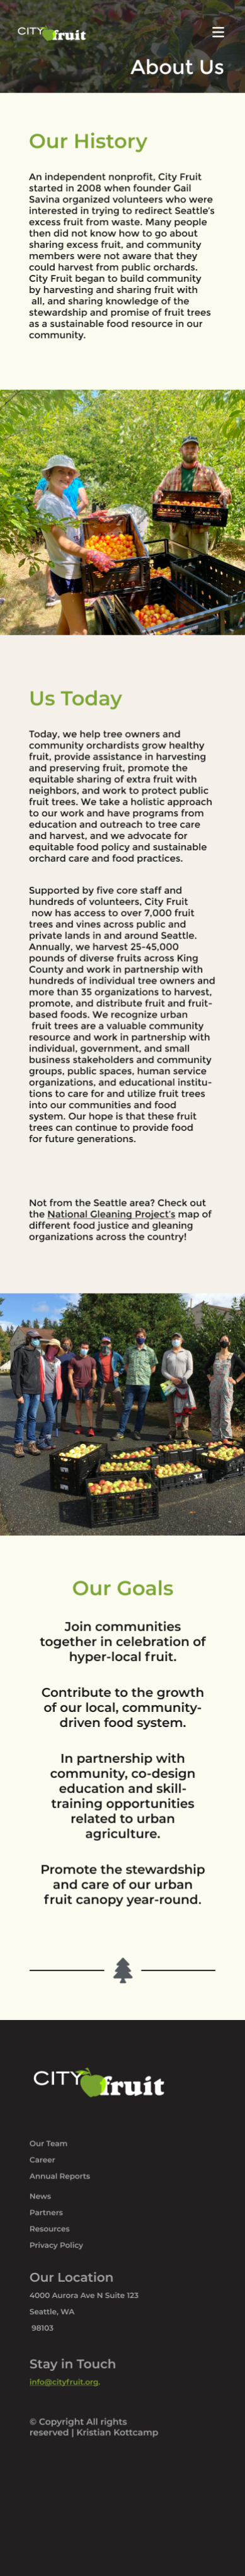 CITY fruit
About Us
Our History
An independent nonprofit, City Fruit
started in 2008 when founder Gail
Savina organized volunteers who were
interested in trying to redirect Seattle's
excess fruit from waste. Many people
then did not know how to go about
sharing excess fruit, and community
members were not aware that they
could harvest from public orchards.
City Fruit began to build community
by harvesting and sharing fruit with
all, and sharing knowledge of the
stewardship and promise of fruit trees
as a sustainable food resource in our
community.
Us Today
Today, we help tree owners and
community orchardists grow healthy
fruit, provide assistance in harvesting
and preserving fruit, promote the
equitable sharing of extra fruit with
neighbors, and work to protect public
fruit trees. We take a holistic approach
to our work and have programs from
education and outreach to tree care
and harvest, and we advocate for
equitable food policy and sustainable
orchard care and food practices.
Supported by five core staff and
hundreds of volunteers, City Fruit
now has access to over 7,000 fruit
trees and vines across public and
private lands in and around Seattle.
Annually, we harvest 25-45,000
pounds of diverse fruits across King
County and work in partnership with
hundreds of individual tree owners and
more than 35 organizations to harvest,
promote, and distribute fruit and fruit-
based foods. We recognize urban
fruit trees are a valuable community
resource and work in partnership with
individual, government, and small
business stakeholders and community
groups, public spaces, human service
organizations, and educational institu-
tions to care for and utilize fruit trees
into our communities and food
system. Our hope is that these fruit
trees can continue to provide food
for future generations.
Not from the Seattle area? Check out
the National Gleaning Project's map of
different food justice and gleaning
organizations across the country!
Our Goals
Join communities
together in celebration of
hyper-local fruit.
Contribute to the growth
of our local, community-
driven food system.
In partnership with
community, co-design
education and skill-
training opportunities
related to urban
agriculture.
Promote the stewardship
and care of our urban
fruit canopy year-round.
CITY fruit
Our Team
Career
Annual Reports
News
Partners
Resources
Privacy Policy
Our Location
4000 Aurora Ave N Suite 123
Seattle, WA
98103
Stay in Touch
info@cityfruit.org.
© Copyright All rights
reserved | Kristian Kottcamp